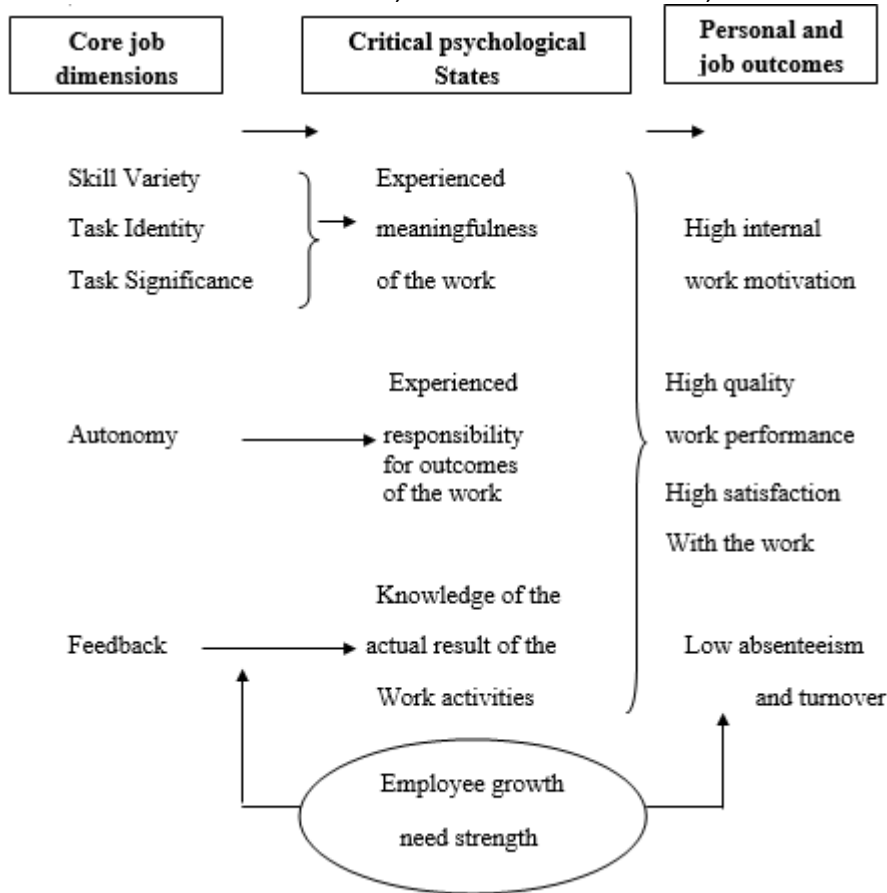 Core job
dimensions
Critical psychological
States
Personal and
job outcomes
Skill Variety
Task Identity
Task Significance
Experienced
meaningfulness
of the work
High internal
work motivation
Autonomy
Experienced
responsibility
for outcomes
of the work
High quality
work performance
High satisfaction
With the work
Feedback
Knowledge of the
actual result of the
Work activities
Low absenteeism
and turnover
Employee growth
need strength